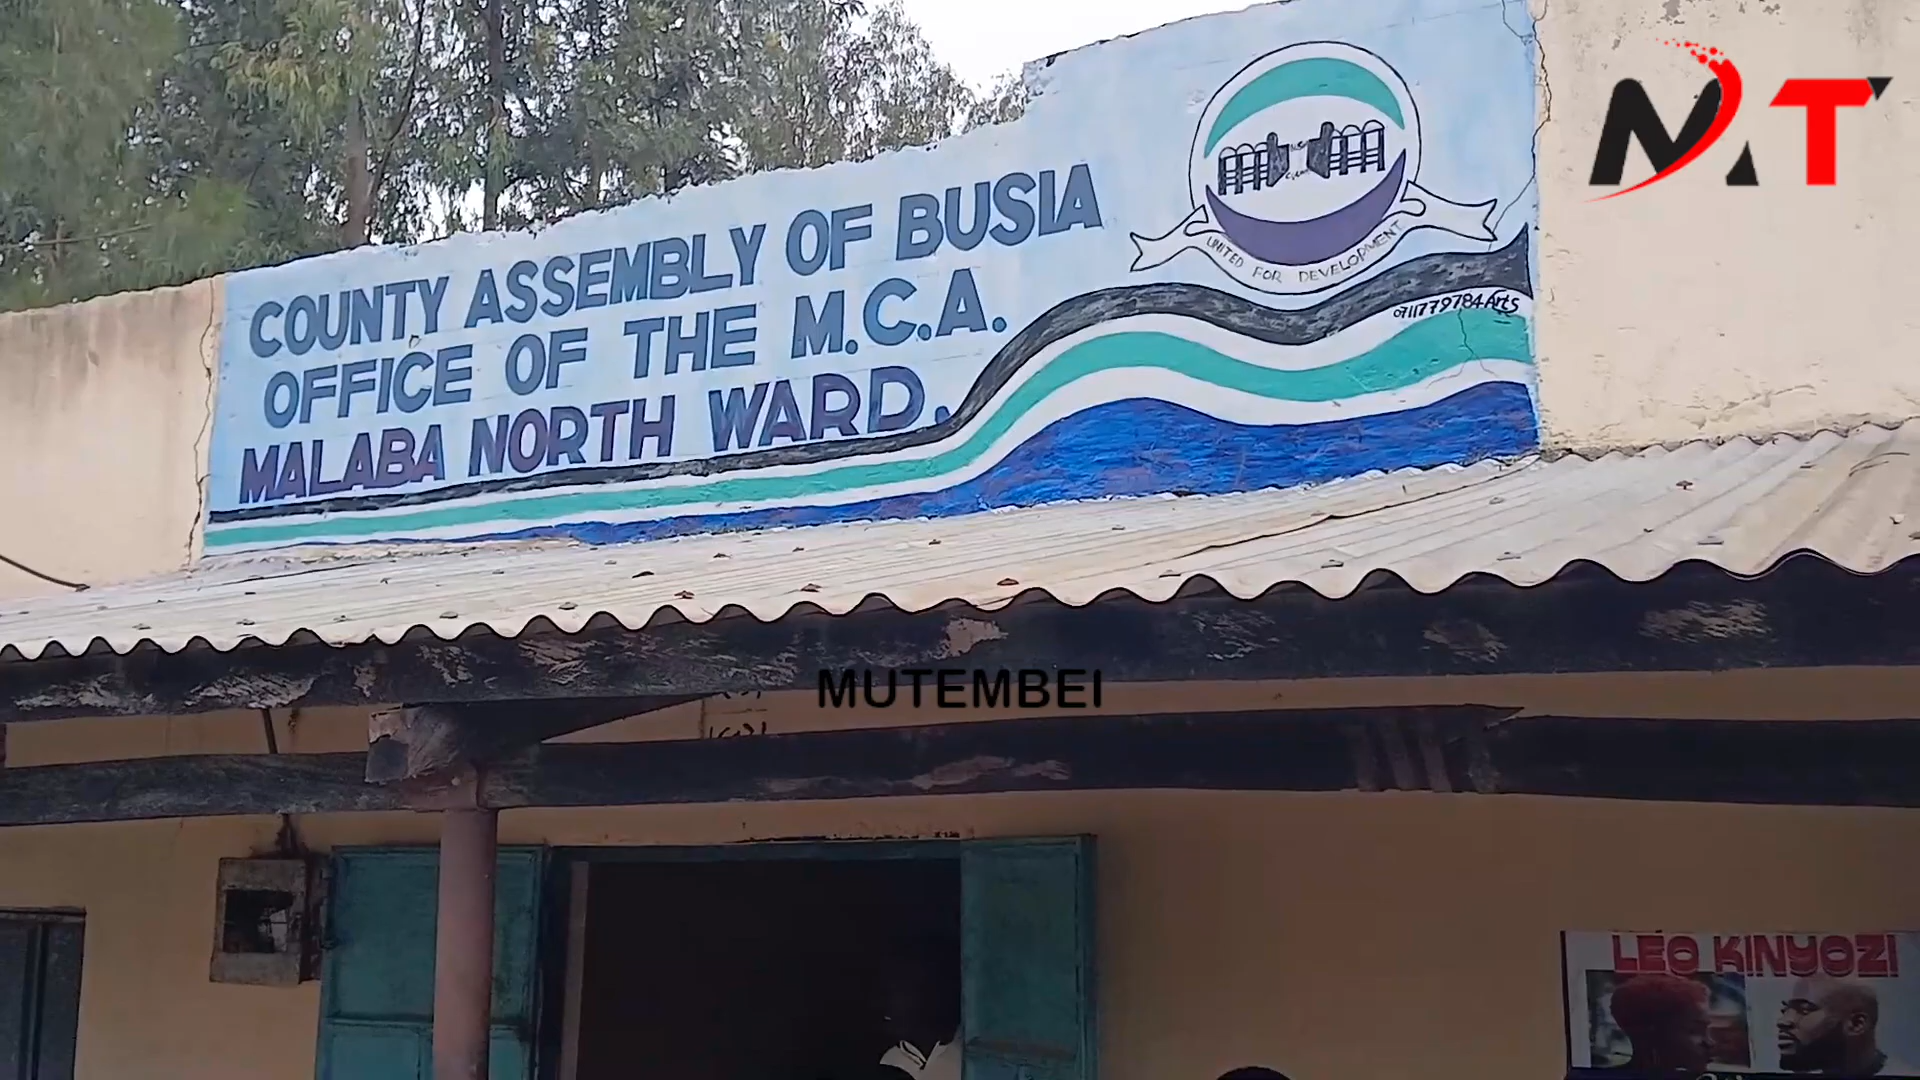 MT
COUNTY ASSEMBLY OF BUSIA
OFFICE OF THE M.C.A.
MALABA NORTH WARD.
UNITED FOR DEVELOPMENT
0711779784 Arts
MUTEMBEI
LEO KINYOZI